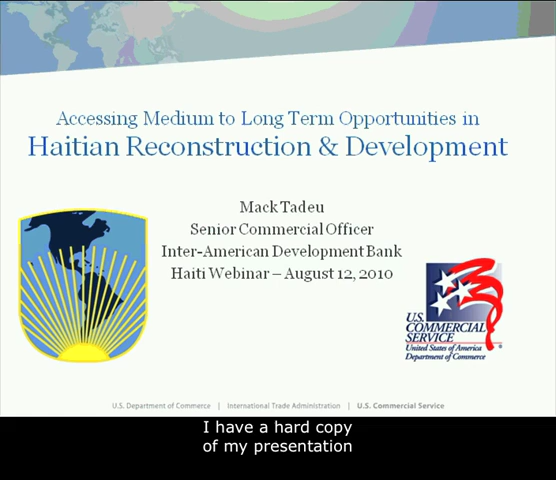 Accessing Medium to Long Term Opportunities in
Haitian Reconstruction & Development
Mack Tadeu
Senior Commercial Officer
Inter-American Development Bank
Haiti Webinar – August 12, 2010
U.S.
COMMERCIAL
SERVICE
United States of America
Department of Commerce
U.S. Department of Commerce | International Trade Administration | U.S. Commercial Service
I have a hard copy
of my presentation